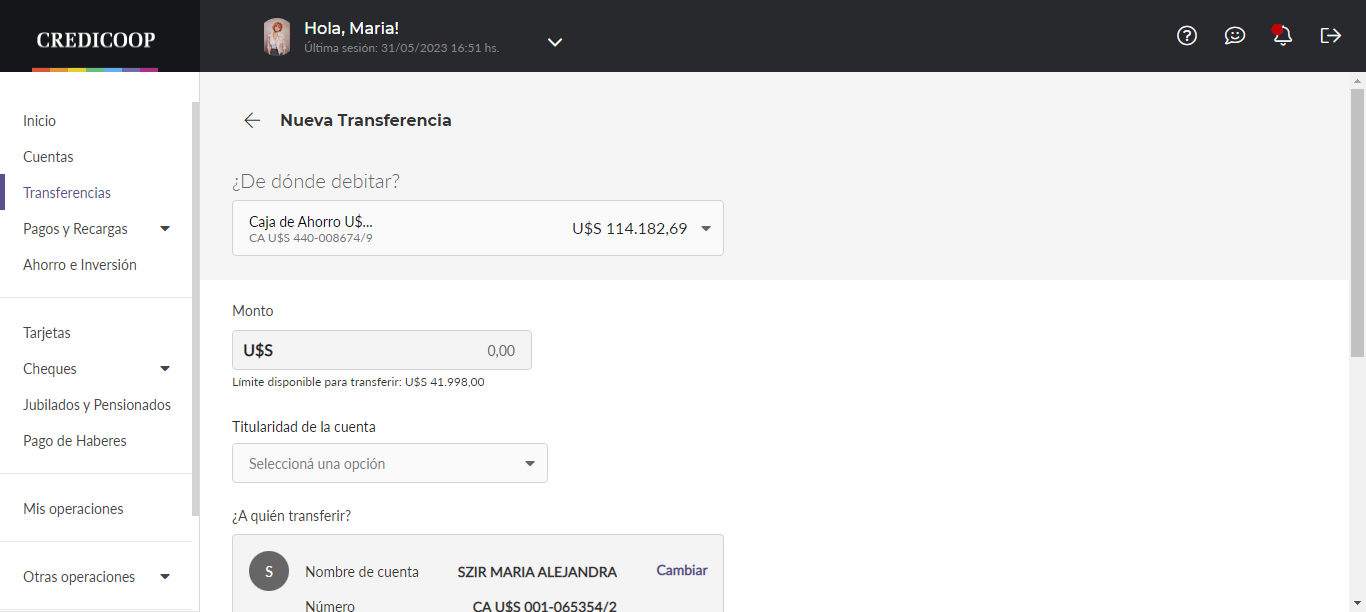 CREDICOOP
Hola, Maria!
Última sesión: 31/05/2023 16:51 hs.
Inicio
Cuentas
Transferencias
Pagos y Recargas
Ahorro e Inversión
Tarjetas
Cheques
Jubilados y Pensionados
Pago de Haberes
Mis operaciones
Otras operaciones
Nueva Transferencia
¿De dónde debitar?
Caja de Ahorro U$...
U$S 114.182,69
CA U$S 440-008674/9
Monto
U$S 0,00
Límite disponible para transferir: U$S 41.998,00
Titularidad de la cuenta
Seleccioná una opción
¿A quién transferir?
S
Nombre de cuenta SZIR MARIA ALEJANDRA Cambiar
Número CA U$S 001-065354/2